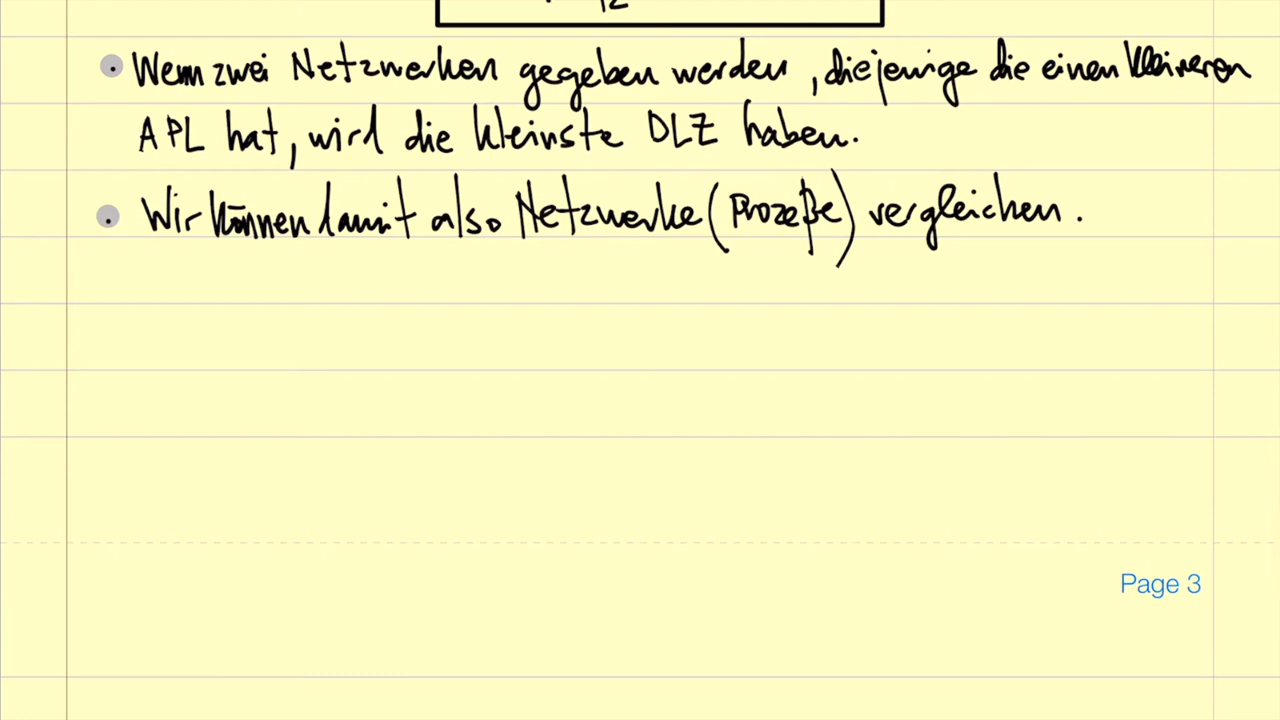 • Wenn zwei Netzwerken gegeben werden, diejenige die einen kleineren
APL hat, wird die kleinste DLZ haben.
• Wir können damit also Netzwerke (Prozeße) vergleichen.
Page 3